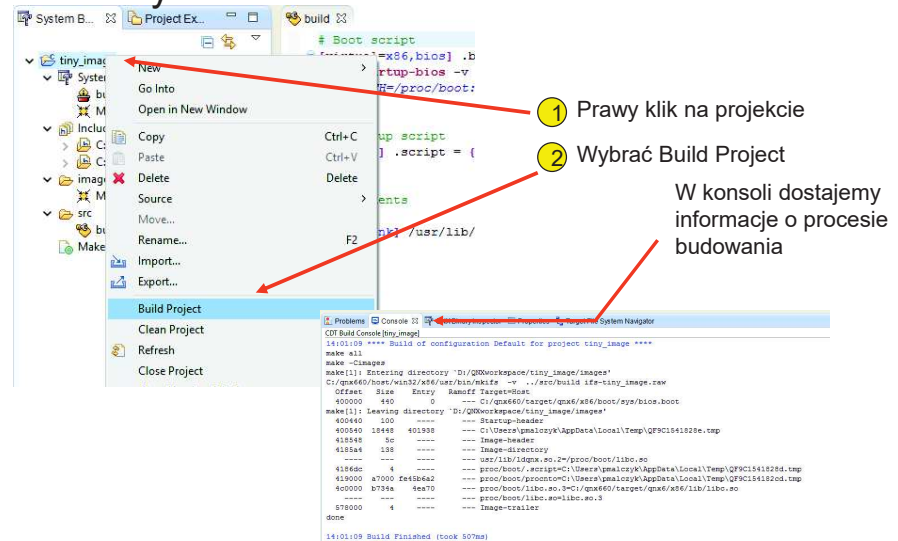 System B... Project Ex... build
# Boot script
=x86,bios] .b
tiny_imag
rtup-bios -v
H=/proc/boot:
New
Go Into
Open in New Window
Copy Ctrl+C
up script
] .script = {
Paste Ctrl+V
Delete Delete
Source
ents
Move...
Rename... F2
nk] /usr/lib/
Import...
Export...
Build Project
Clean Project
Refresh
Close Project
Syste
bu
M
Includ
C:
C:
imag
M
src
bu
Make
1 Prawy klik na projekcie
2 Wybrać Build Project
W konsoli dostajemy
informacje o procesie
budowania
Problems Console Properties Target File System Navigator
CDT Build Console [tiny_image]
14:01:09 **** Build of configuration Default for project tiny_image ****
make all
make -Cimages
make[1]: Entering directory `D:/QNXworkspace/tiny_image/images'
C:/qnx660/host/win32/x86/usr/bin/mkifs -v ../src/build ifs-tiny_image.raw
Offset Size Entry Ramoff Target=Host
400000 440 0 --- C:/qnx660/target/qnx6/x86/boot/sys/bios.boot
make[1]: Leaving directory `D:/QNXworkspace/tiny_image/images'
400440 100 ---- --- Startup-header
400540 18448 401938 --- C:\Users\pmalczyk\AppData\Local\Temp\QF9C1541828e.tmp
418548 5c ---- --- Image-header
4185a4 138 ---- --- Image-directory
---- --- ---- --- usr/lib/ldqnx.so.2=/proc/boot/libc.so
4186dc 4 ---- --- proc/boot/.script=C:\Users\pmalczyk\AppData\Local\Temp\QF9C1541828d.tmp
419000 a7000 fe45b6a2 --- proc/boot/procnto=C:\Users\pmalczyk\AppData\Local\Temp\QF9C154182cd.tmp
4c0000 b734a 4ea70 --- proc/boot/libc.so.3=C:/qnx660/target/qnx6/x86/lib/libc.so
---- --- ---- --- proc/boot/libc.so=libc.so.3
578000 4 ---- --- Image-trailer
done
14:01:09 Build Finished (took 507ms)